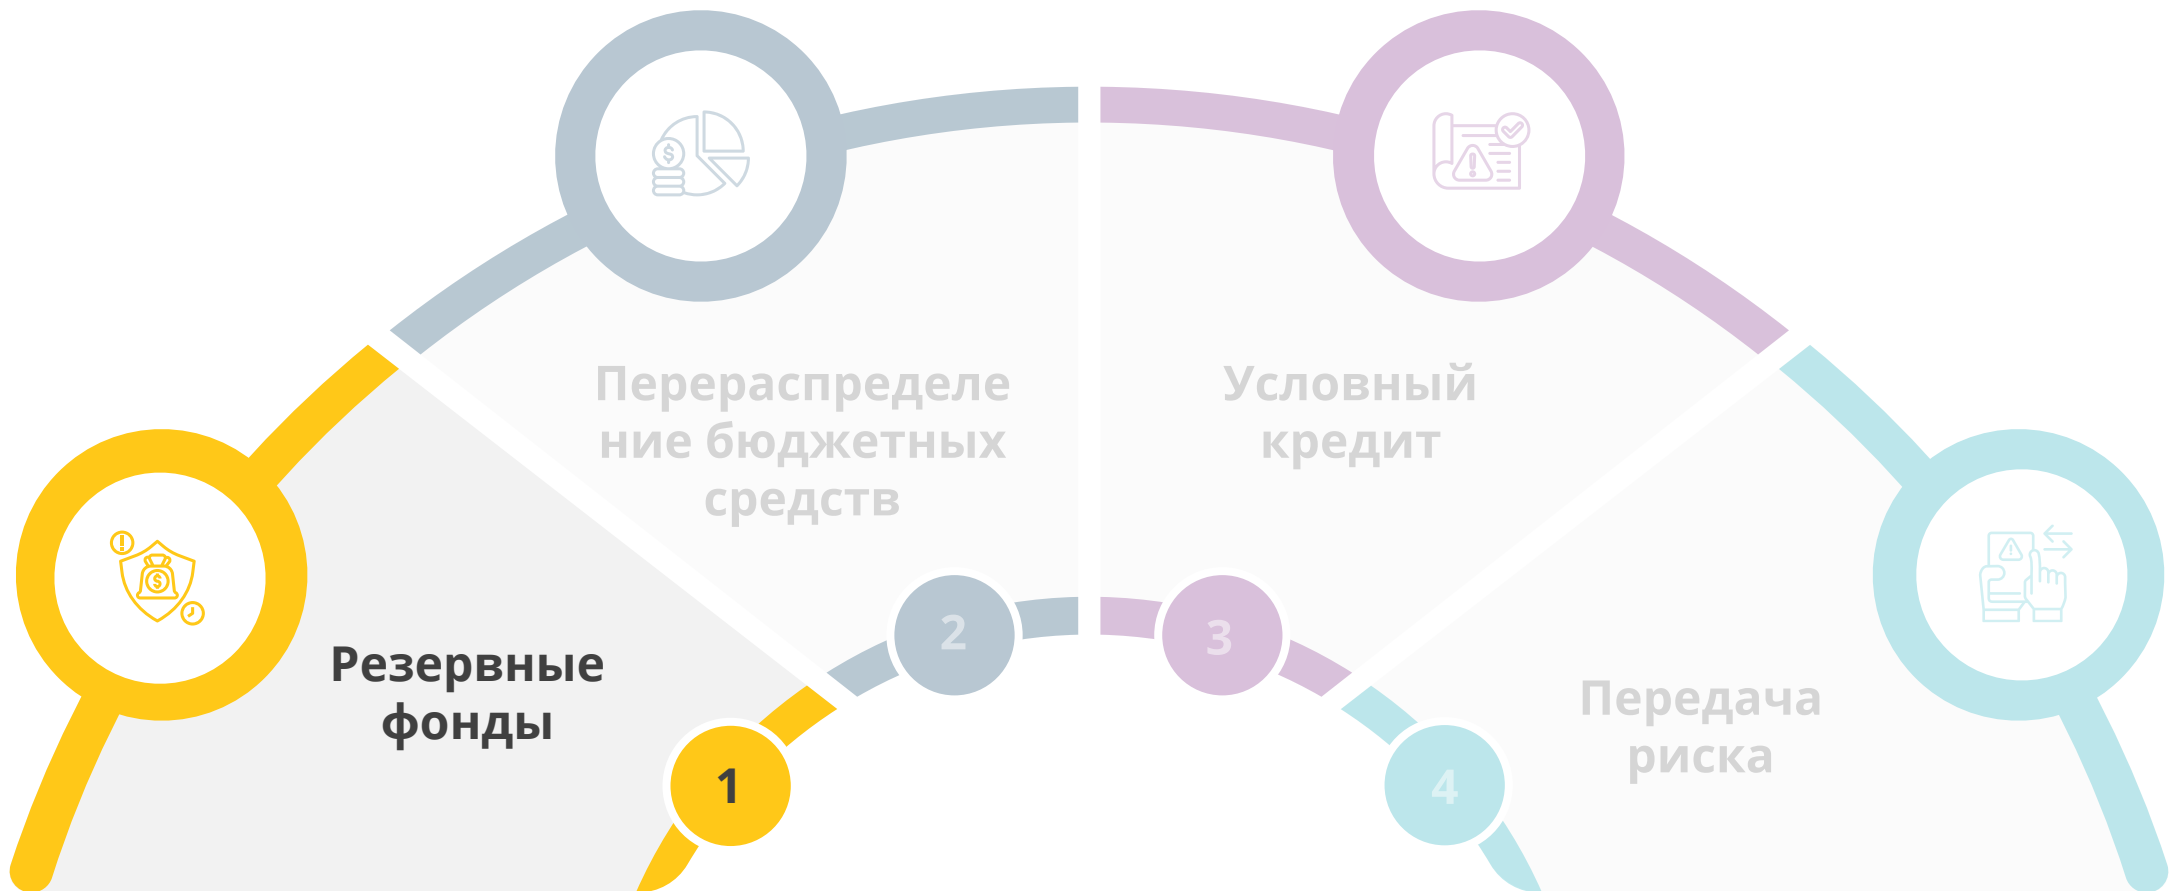 Резервные
фонды
1
Перераспределе
ние бюджетных
средств
2
Условный
кредит
3
Передача
риска
4